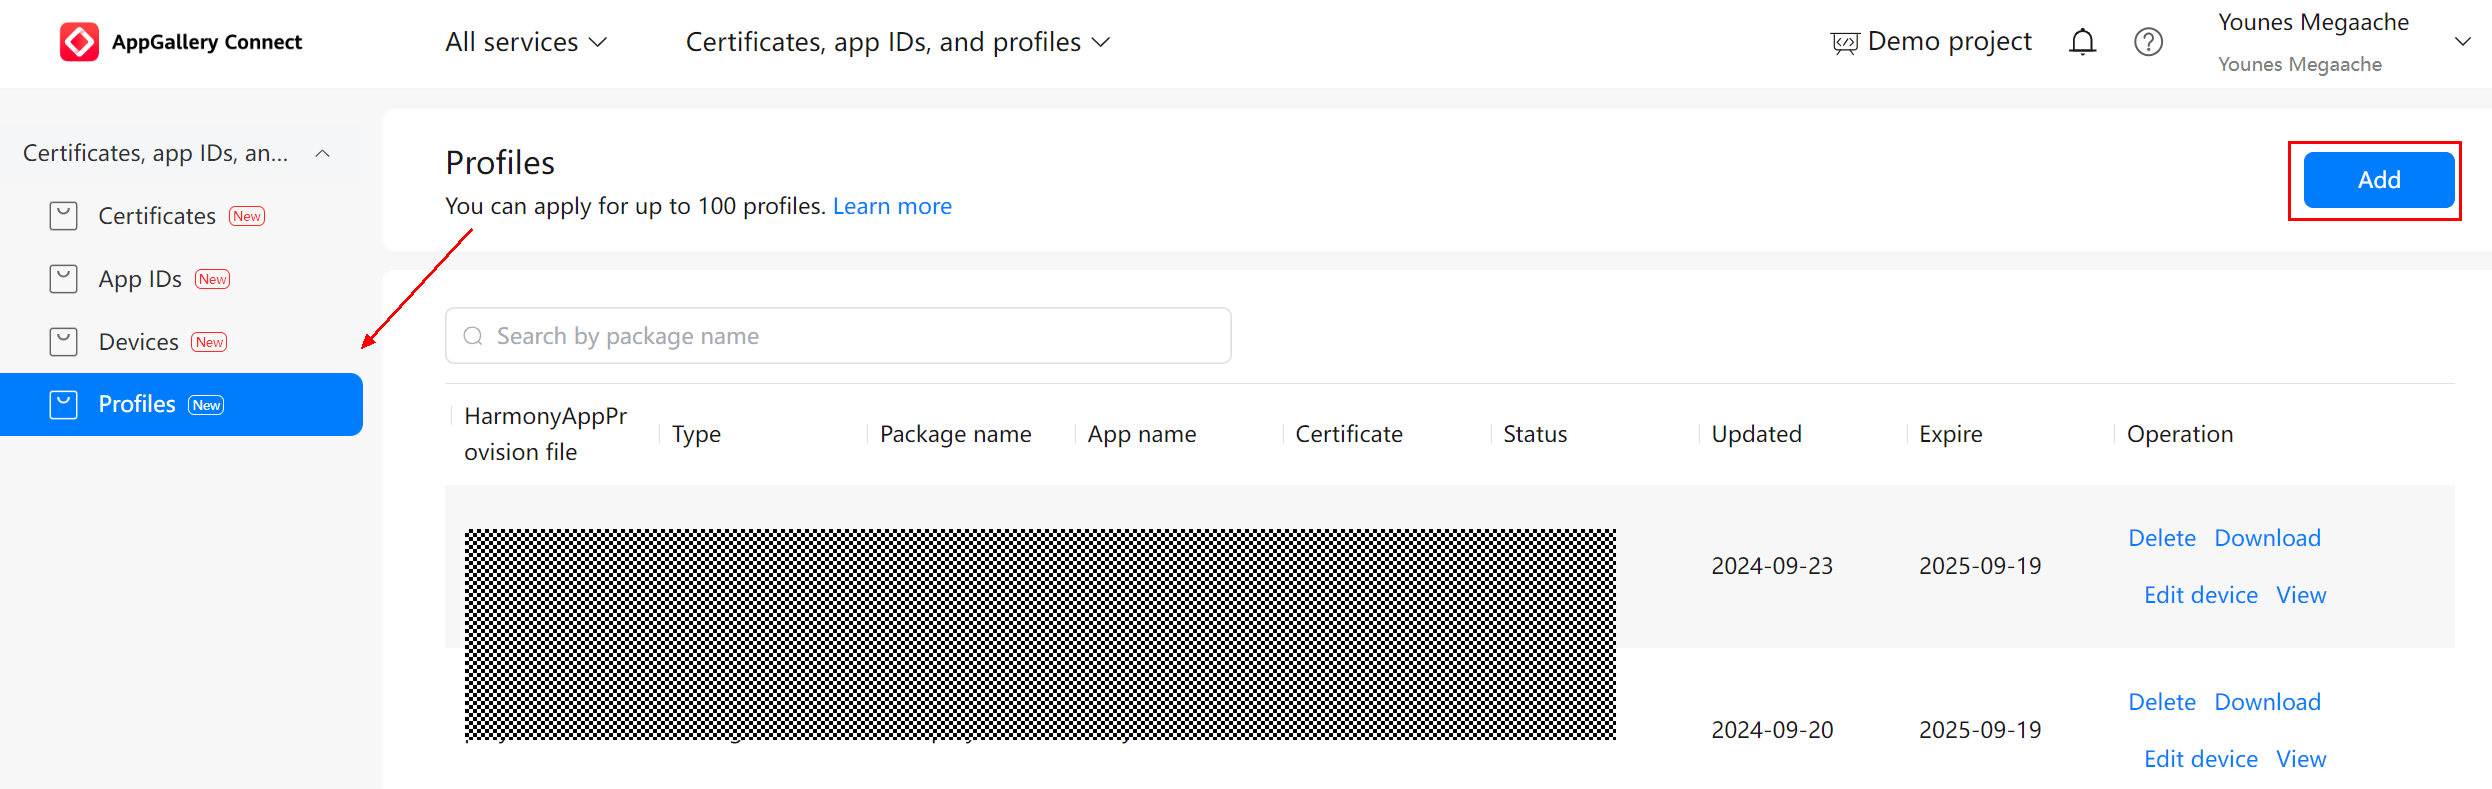 AppGallery Connect
All services
Certificates, app IDs, and profiles
Demo project
Younes Megaache
Younes Megaache
Certificates, app IDs, an...
Certificates New
App IDs New
Devices New
Profiles New
Profiles
You can apply for up to 100 profiles. Learn more
Add
Search by package name
HarmonyAppPr
ovision file
Type
Package name
App name
Certificate
Status
Updated
Expire
Operation
2024-09-23
2025-09-19
Delete Download
Edit device View
2024-09-20
2025-09-19
Delete Download
Edit device View